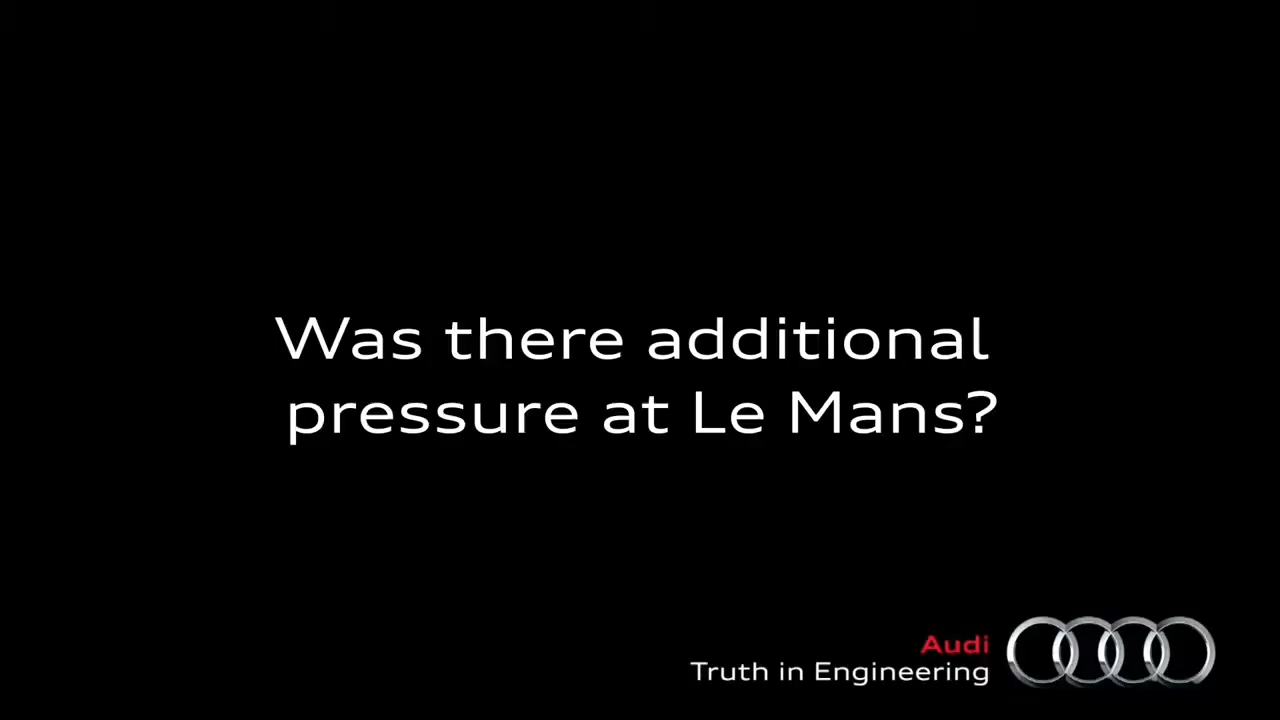 Was there additional
pressure at Le Mans?
Audi
Truth in Engineering